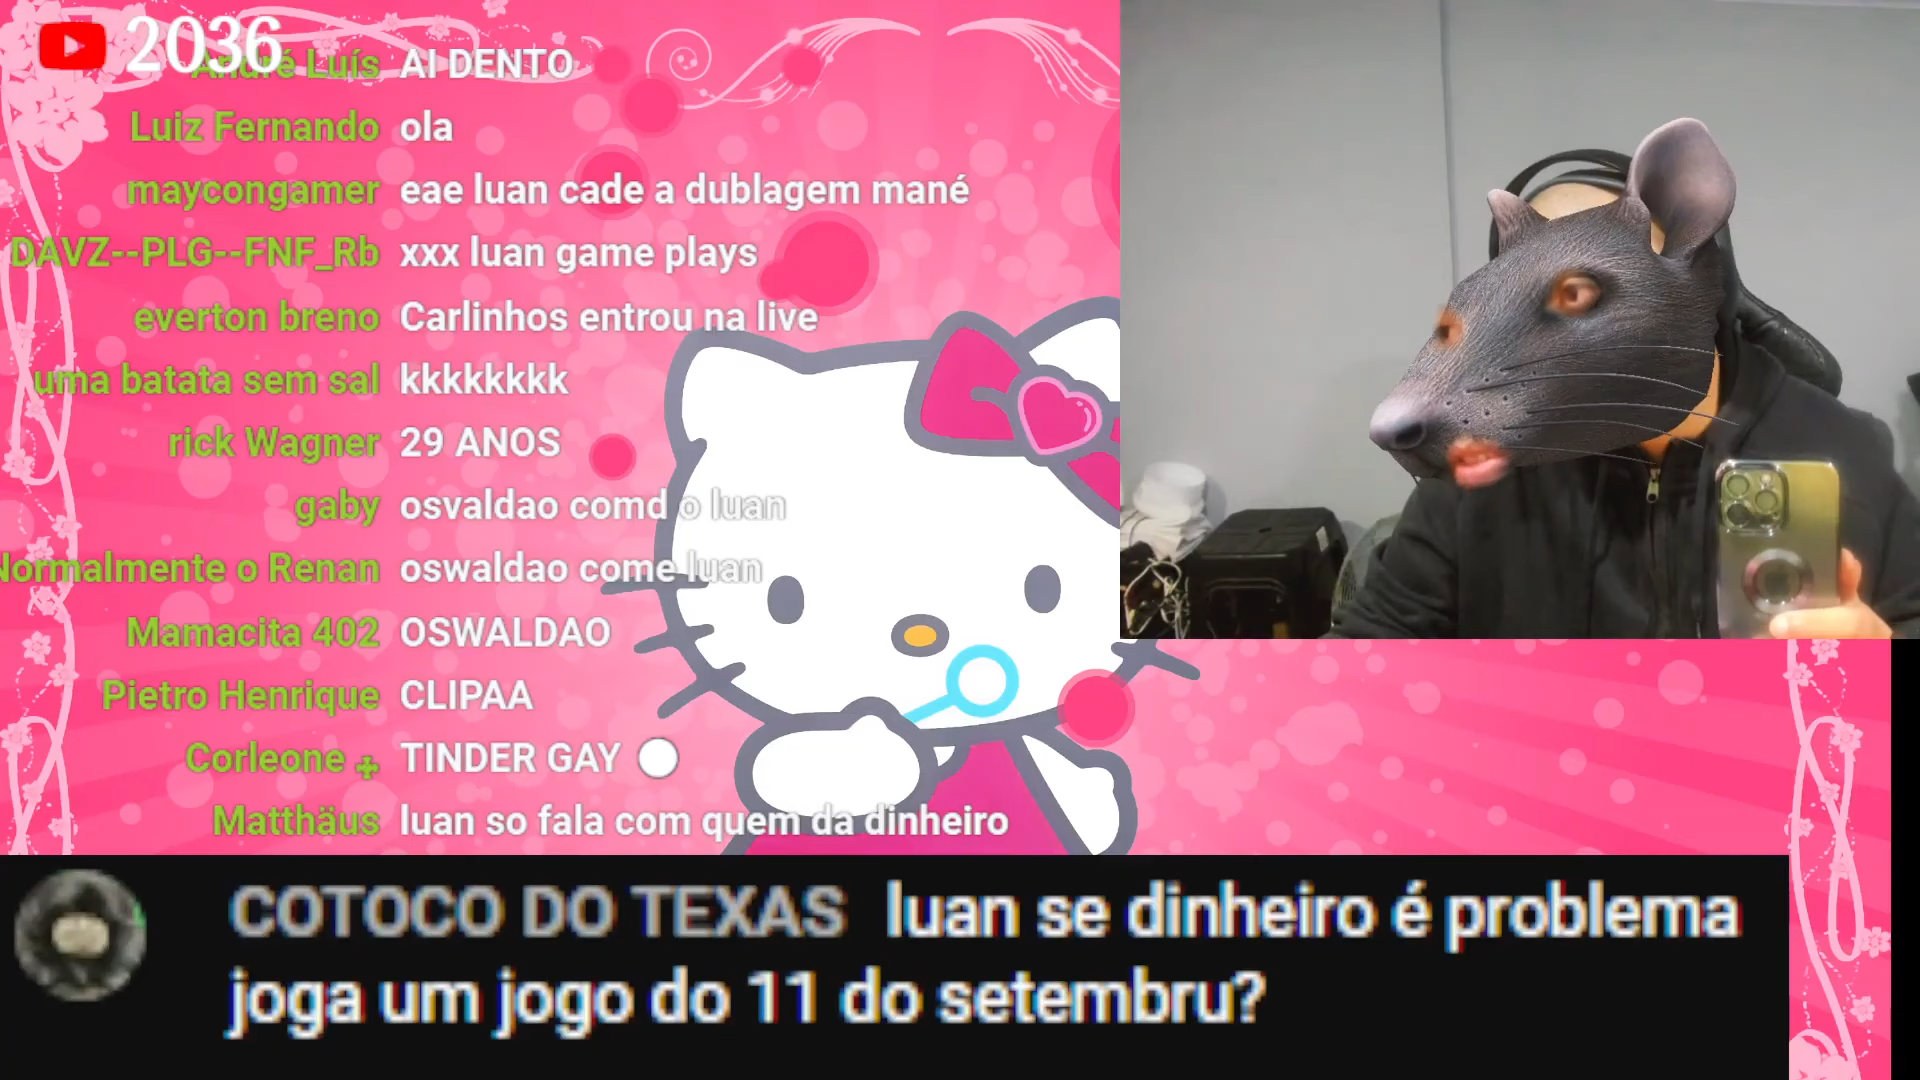 2036
André Luís AI DENTO
Luiz Fernando ola
maycongamer eae luan cade a dublagem mané
DAVZ--PLG--FNF_Rb xxx luan game plays
everton breno Carlinhos entrou na live
uma batata sem sal kkkkkkkk
rick Wagner 29 ANOS
gaby osvaldao comd o luan
Normalmente o Renan oswaldao come luan
Mamacita 402 OSWALDAO
Pietro Henrique CLIPAA
Corleone TINDER GAY
Matthäus luan so fala com quem da dinheiro
COTOCO DO TEXAS luan se dinheiro é problema
joga um jogo do 11 do setembru?